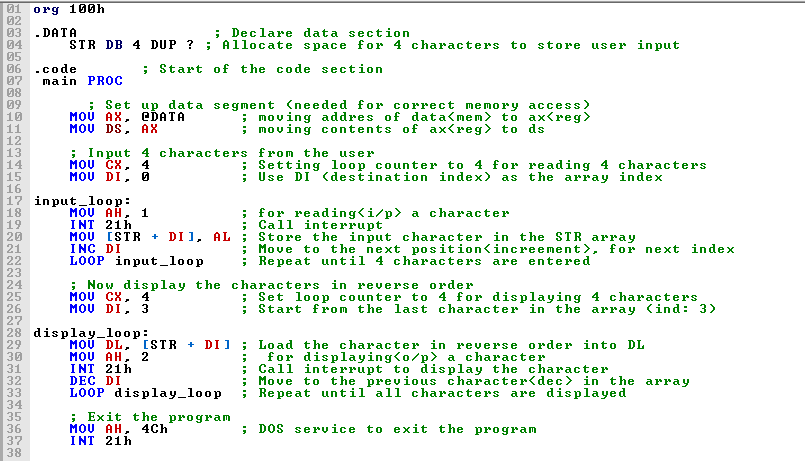 01 org 100h
02
03 .DATA ; Declare data section
04 STR DB 4 DUP ? ; Allocate space for 4 characters to store user input
05
06 .code ; Start of the code section
07 main PROC
08
09 ; Set up data segment (needed for correct memory access)
10 MOV AX, @DATA ; moving addres of data<mem> to ax<reg>
11 MOV DS, AX ; moving contents of ax<reg> to ds
12
13 ; Input 4 characters from the user
14 MOV CX, 4 ; Setting loop counter to 4 for reading 4 characters
15 MOV DI, 0 ; Use DI (destination index) as the array index
16
17 input_loop:
18 MOV AH, 1 ; for reading<i/p> a character
19 INT 21h ; Call interrupt
20 MOV [STR + DI], AL ; Store the input character in the STR array
21 INC DI ; Move to the next position<increement>, for next index
22 LOOP input_loop ; Repeat until 4 characters are entered
23
24 ; Now display the characters in reverse order
25 MOV CX, 4 ; Set loop counter to 4 for displaying 4 characters
26 MOV DI, 3 ; Start from the last character in the array (ind: 3)
27
28 display_loop:
29 MOV DL, [STR + DI] ; Load the character in reverse order into DL
30 MOV AH, 2 ; for displaying<o/p> a character
31 INT 21h ; Call interrupt to display the character
32 DEC DI ; Move to the previous character<dec> in the array
33 LOOP display_loop ; Repeat until all characters are displayed
34
35 ; Exit the program
36 MOV AH, 4Ch ; DOS service to exit the program
37 INT 21h
38